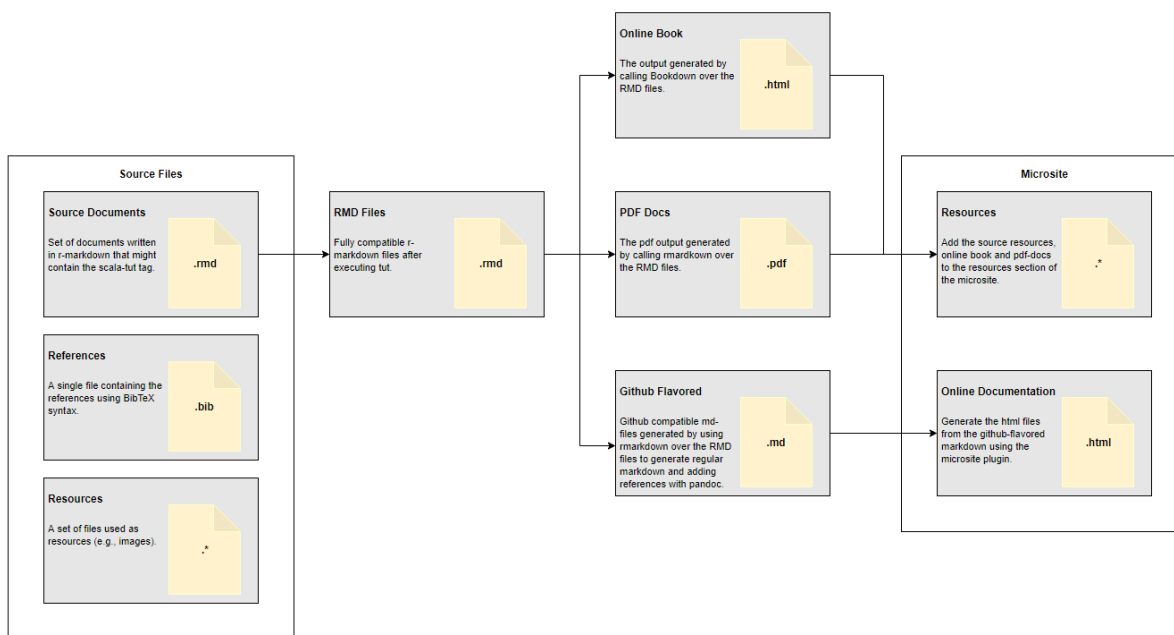 Source Files
Source Documents
Set of documents written
in r-markdown that might
contain the scala-tut tag.
.rmd
References
A single file containing the
references using BibTeX
syntax.
.bib
Resources
A set of files used as
resources (e.g., images).
.*
RMD Files
Fully compatible r-
markdown files after
executing tut.
.rmd
Online Book
The output generated by
calling Bookdown over the
RMD files.
.html
PDF Docs
The pdf output generated
by calling rmardkown over
the RMD files.
.pdf
Github Flavored
Github compatible md-
files generated by using
rmarkdown over the RMD
files to generate regular
markdown and adding
references with pandoc.
.md
Microsite
Resources
Add the source resources,
online book and pdf-docs
to the resources section of
the microsite.
.*
Online Documentation
Generate the html files
from the github-flavored
markdown using the
microsite plugin.
.html